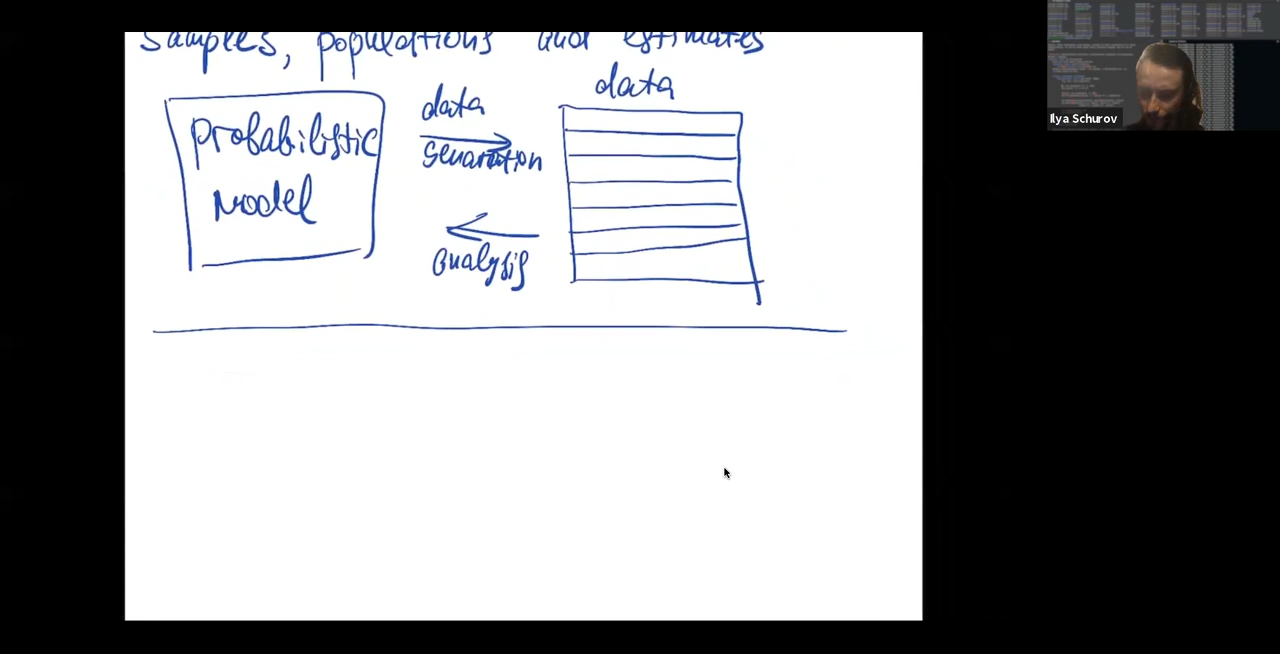 Samples, populations and estimates
data
data
probabilistic
generation
model
analysis
Ilya Schurov